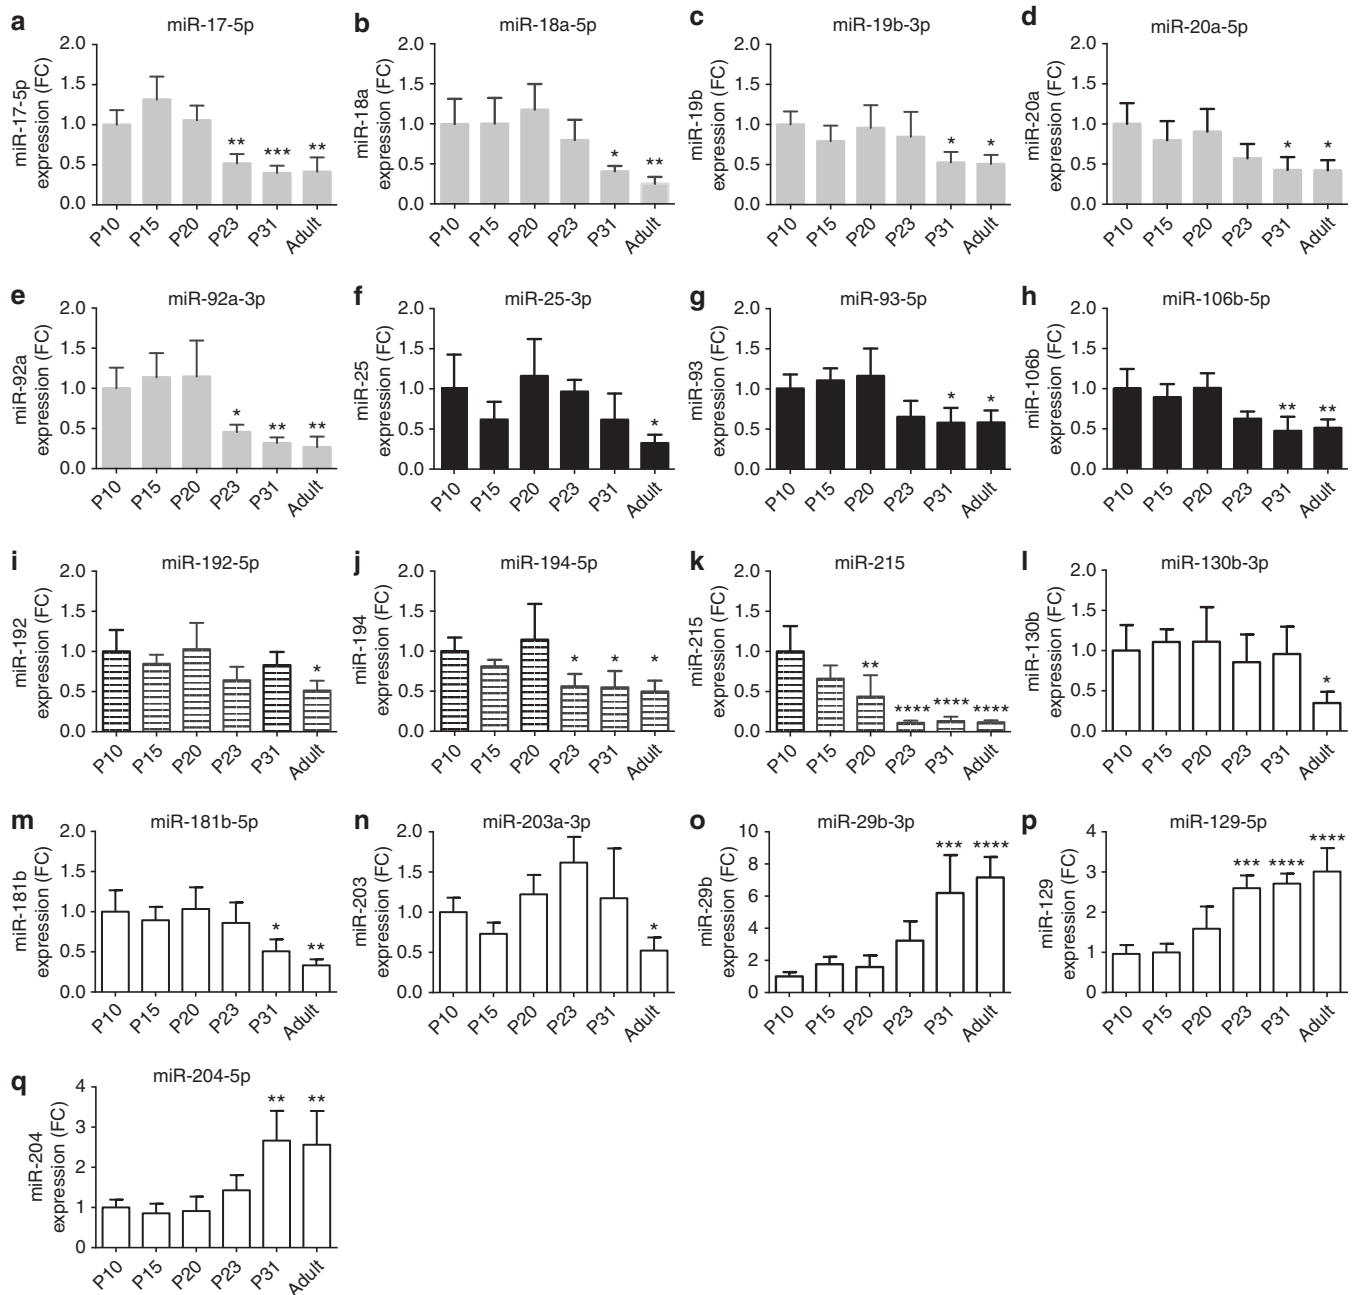 a
miR-17-5p
miR-17-5p
expression (FC)
2.0
1.5
1.0
0.5
0.0
** *** **
P10 P15 P20 P23 P31 Adult
b
miR-18a-5p
miR-18a
expression (FC)
2.0
1.5
1.0
0.5
0.0
* **
P10 P15 P20 P23 P31 Adult
c
miR-19b-3p
miR-19b
expression (FC)
2.0
1.5
1.0
0.5
0.0
* *
P10 P15 P20 P23 P31 Adult
d
miR-20a-5p
miR-20a
expression (FC)
2.0
1.5
1.0
0.5
0.0
* *
P10 P15 P20 P23 P31 Adult
e
miR-92a-3p
miR-92a
expression (FC)
2.0
1.5
1.0
0.5
0.0
* ** **
P10 P15 P20 P23 P31 Adult
f
miR-25-3p
miR-25
expression (FC)
2.0
1.5
1.0
0.5
0.0
*
P10 P15 P20 P23 P31 Adult
g
miR-93-5p
miR-93
expression (FC)
2.0
1.5
1.0
0.5
0.0
* *
P10 P15 P20 P23 P31 Adult
h
miR-106b-5p
miR-106b
expression (FC)
2.0
1.5
1.0
0.5
0.0
** **
P10 P15 P20 P23 P31 Adult
i
miR-192-5p
miR-192
expression (FC)
2.0
1.5
1.0
0.5
0.0
*
P10 P15 P20 P23 P31 Adult
j
miR-194-5p
miR-194
expression (FC)
2.0
1.5
1.0
0.5
0.0
* * *
P10 P15 P20 P23 P31 Adult
k
miR-215
miR-215
expression (FC)
2.0
1.5
1.0
0.5
0.0
** **** **** ****
P10 P15 P20 P23 P31 Adult
l
miR-130b-3p
miR-130b
expression (FC)
2.0
1.5
1.0
0.5
0.0
*
P10 P15 P20 P23 P31 Adult
m
miR-181b-5p
miR-181b
expression (FC)
2.0
1.5
1.0
0.5
0.0
* **
P10 P15 P20 P23 P31 Adult
n
miR-203a-3p
miR-203
expression (FC)
2.0
1.5
1.0
0.5
0.0
*
P10 P15 P20 P23 P31 Adult
o
miR-29b-3p
miR-29b
expression (FC)
10
8
6
4
2
0
*** ****
P10 P15 P20 P23 P31 Adult
p
miR-129-5p
miR-129
expression (FC)
4
3
2
1
0
*** **** ****
P10 P15 P20 P23 P31 Adult
q
miR-204-5p
miR-204
expression (FC)
4
3
2
1
0
** **
P10 P15 P20 P23 P31 Adult